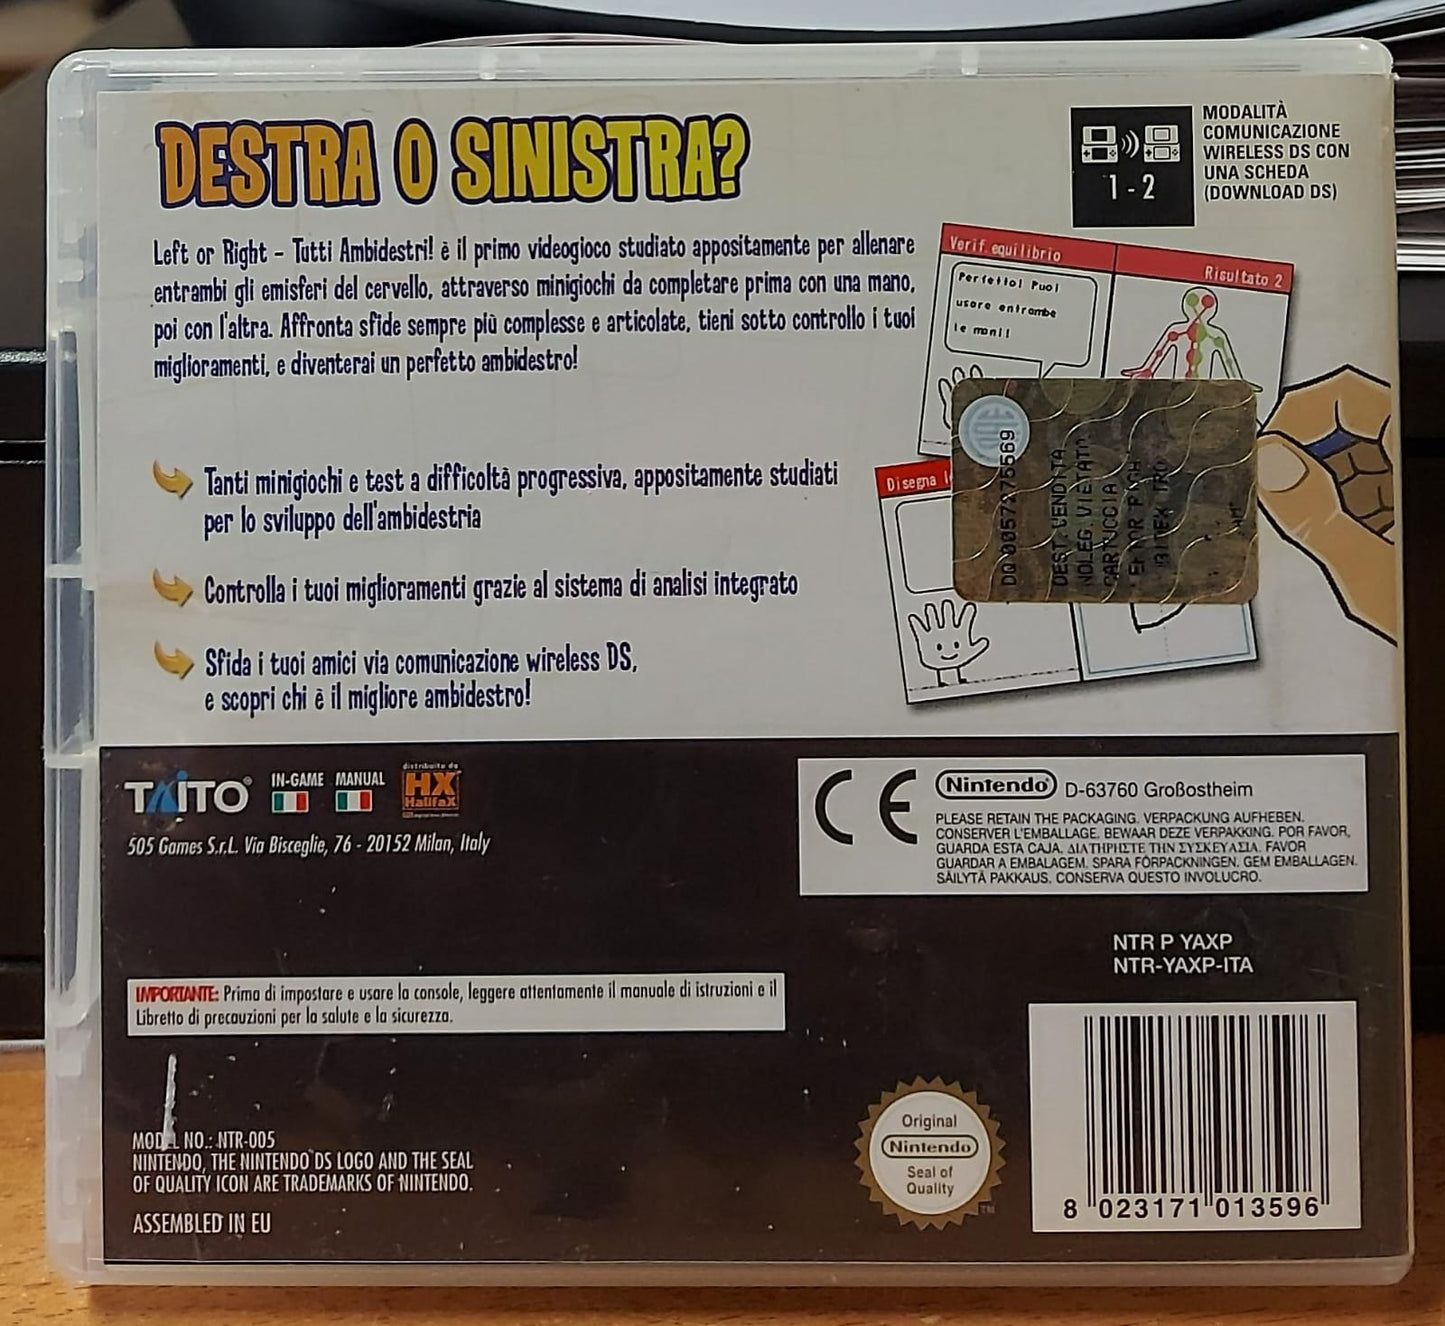 DESTRA O SINISTRA?
Left or Right - Tutti Ambidestri! è il primo videogioco studiato appositamente per allenare
entrambi gli emisferi del cervello, attraverso minigiochi da completare prima con una mano,
poi con l'altra. Affronta sfide sempre più complesse e articolate, tieni sotto controllo i tuoi
miglioramenti, e diventerai un perfetto ambidestro!
Tanti minigiochi e test a difficoltà progressiva, appositamente studiati
per lo sviluppo dell'ambidestria
Controlla i tuoi miglioramenti grazie al sistema di analisi integrato
Sfida i tuoi amici via comunicazione wireless DS,
e scopri chi è il migliore ambidestro!
1 - 2
MODALITÀ
COMUNICAZIONE
WIRELESS DS CON
UNA SCHEDA
(DOWNLOAD DS)
Verif. equilibrio
Risultato 2
Perfetto! Puoi
usare entrambe
le mani!
Disegna
DEST. VENDITA
NOLEG. VIETATO
CARTUCCIA
TAITO®
IN-GAME
MANUAL
distribuito da
HX
Halifax
505 Games S.r.l. Via Bisceglie, 76 - 20152 Milan, Italy
CE
Nintendo® D-63760 Großostheim
PLEASE RETAIN THE PACKAGING. VERPACKUNG AUFHEBEN.
CONSERVER L'EMBALLAGE. BEWAAR DEZE VERPAKKING. POR FAVOR,
GUARDA ESTA CAJA. ΔΙΑΤΗΡΗΣΤΕ ΤΗΝ ΣΥΣΚΕΥΑΣΙΑ. FAVOR
GUARDAR A EMBALAGEM. SPARA FÖRPACKNINGEN. GEM EMBALLAGEN.
SÄILYTÄ PAKKAUS. CONSERVA QUESTO INVOLUCRO.
NTR P YAXP
NTR-YAXP-ITA
IMPORTANTE: Prima di impostare e usare la console, leggere attentamente il manuale di istruzioni e il
Libretto di precauzioni per la salute e la sicurezza.
MODEL NO.: NTR-005
NINTENDO, THE NINTENDO DS LOGO AND THE SEAL
OF QUALITY ICON ARE TRADEMARKS OF NINTENDO.
ASSEMBLED IN EU
Original
Nintendo
Seal of
Quality
TM
8 023171 013596